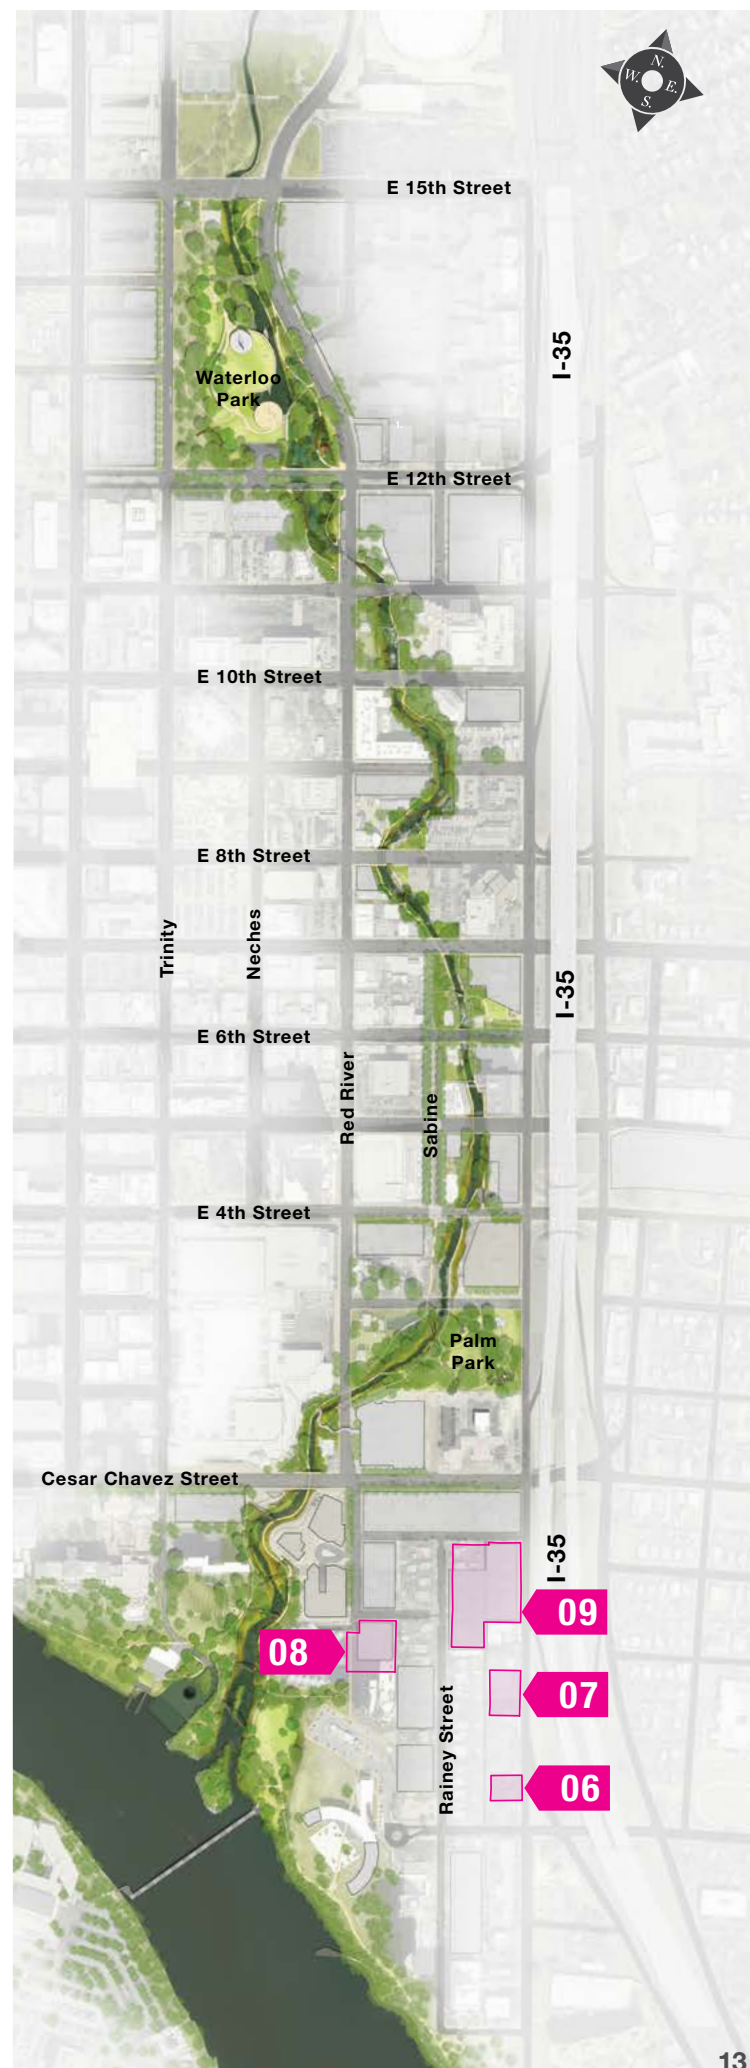 N.
W.
E.
S.
E 15th Street
I-35
Waterloo
Park
E 12th Street
E 10th Street
E 8th Street
Trinity
Neches
I-35
E 6th Street
Red River
Sabine
E 4th Street
Palm
Park
Cesar Chavez Street
I-35
09
08
07
Rainey Street
06
13